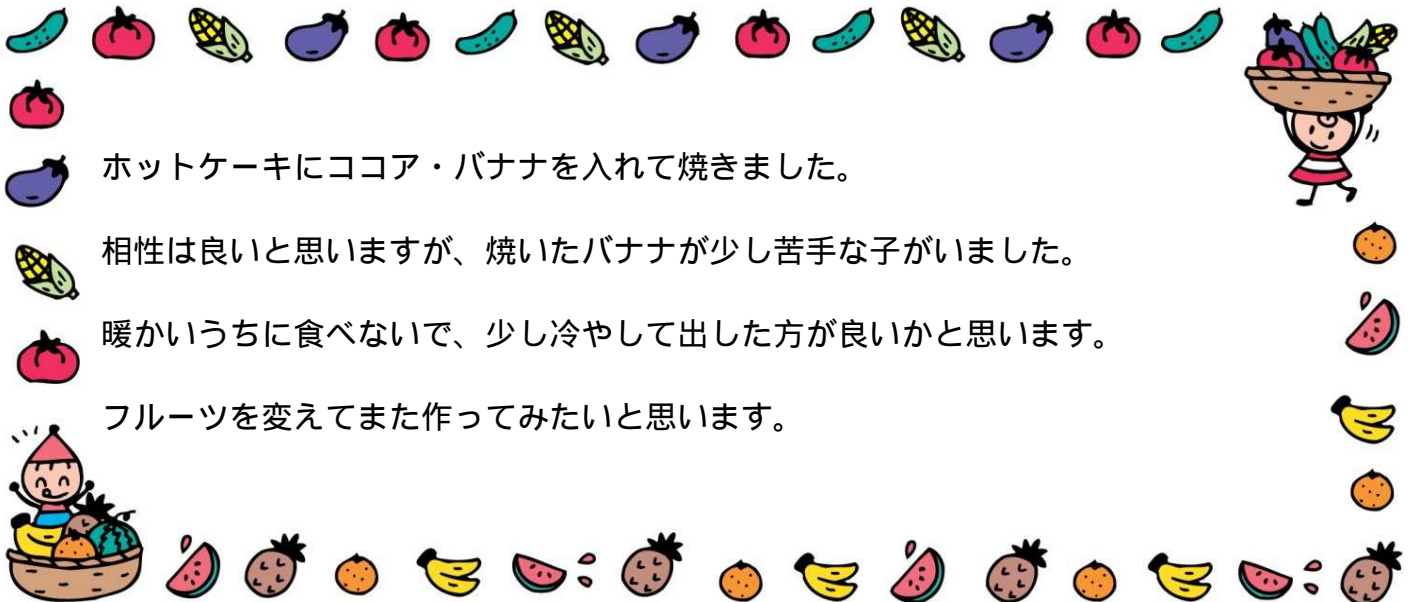 ホットケーキにココア・バナナを入れて焼きました。
相性は良いと思いますが、焼いたバナナが少し苦手な子がいました。
暖かいうちに食べないで、少し冷やして出した方が良いかと思います。
フルーツを変えてまた作ってみたいと思います。